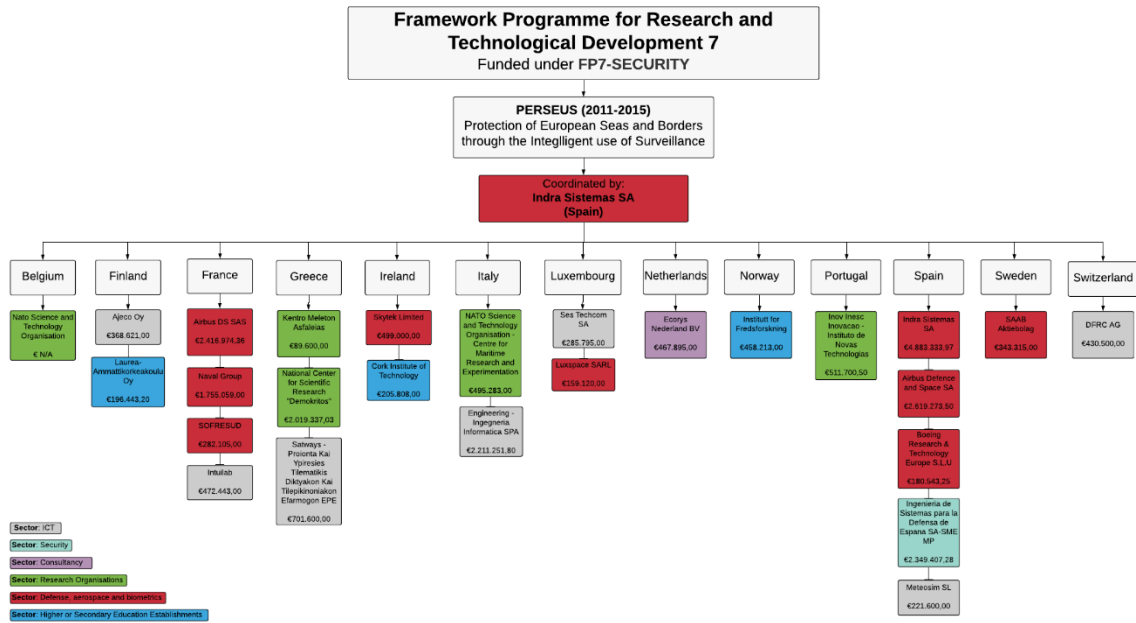 Framework Programme for Research and
Technological Development 7
Funded under FP7-SECURITY
PERSEUS (2011-2015)
Protection of European Seas and Borders
through the Integlligent use of Surveillance
Coordinated by:
Indra Sistemas SA
(Spain)
Belgium
Nato Science and
Technology
Organisation
€ N/A
Finland
Ajeco Oy
€368.621,00
Laurea-
Ammattikorkeakoulu
Oy
€196.443,20
France
Airbus DS SAS
€2.416.974,36
Naval Group
€1.755.059,00
SOFRESUD
€282.105,00
Intuilab
€472.443,00
Greece
Kentro Meleton
Asfaleias
€89.600,00
National Center for
Scientific Research
"Demokritos"
€2.019.337,03
Satways -
Proionta Kai
Ypiresies
Tilematikis
Diktyakon Kai
Tilepikinoniakon
Efarmogon EPE
€701.600,00
Ireland
Skytek Limited
€499.000,00
Cork Institute of
Technology
€205.808,00
Italy
NATO Science
and Technology
Organisation -
Centre for
Maritime
Research and
Experimentation
€495.283,00
Engineering -
Ingegneria
Informatica SPA
€2.211.251,80
Luxembourg
Ses Techcom
SA
€285.795,00
Luxspace SARL
€159.120,00
Netherlands
Ecorys
Nederland BV
€467.895,00
Norway
Institutt for
Fredsforskning
€458.213,00
Portugal
Inov Inesc
Inovacao -
Instituto de
Novas
Tecnologias
€511.700,50
Spain
Indra Sistemas
SA
€4.883.333,97
Airbus Defence
and Space SA
€2.619.273,50
Boeing
Research &
Technology
Europe S.L.U
€180.543,25
Ingenieria de
Sistemas para la
Defensa de
Espana SA-SME
MP
€2.349.407,28
Meteosim SL
€221.600,00
Sweden
SAAB
Aktiebolag
€343.315,00
Switzerland
DFRC AG
€430.500,00
Sector: ICT
Sector: Security
Sector: Consultancy
Sector: Research Organisations
Sector: Defense, aerospace and biometrics
Sector: Higher or Secondary Education Establishments